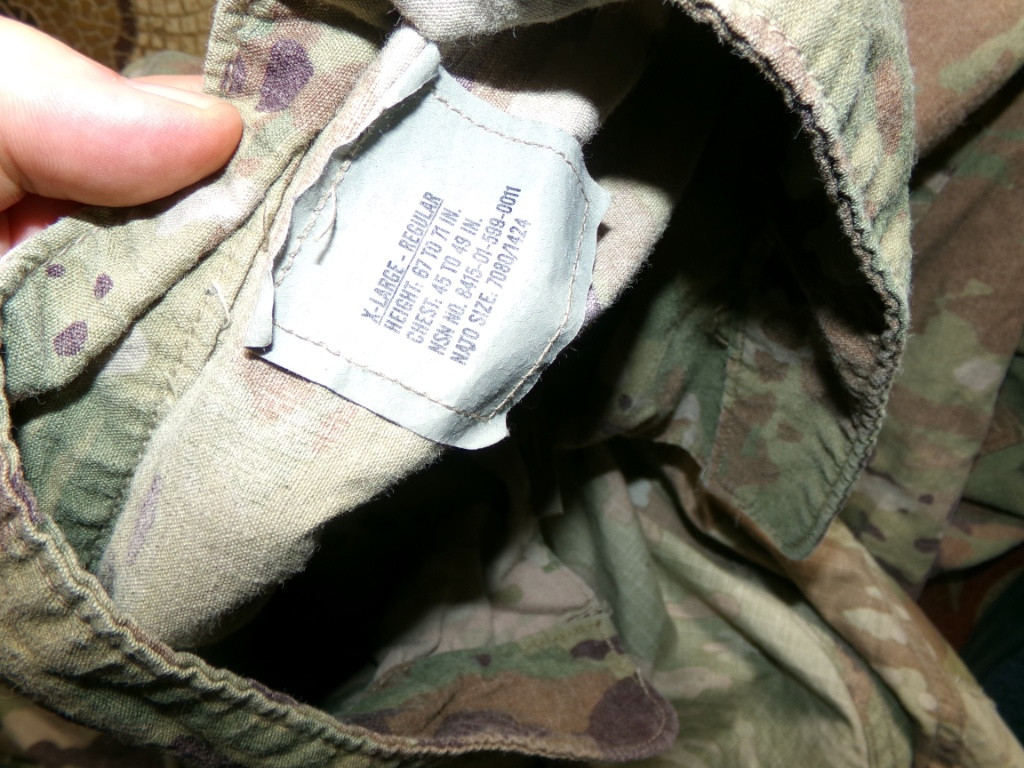 X-LARGE - REGULAR
HEIGHT: 67 TO 71 IN.
CHEST: 45 TO 49 IN.
NSN NO. 8415-01-599-0011
NATO SIZE: 7080/1424